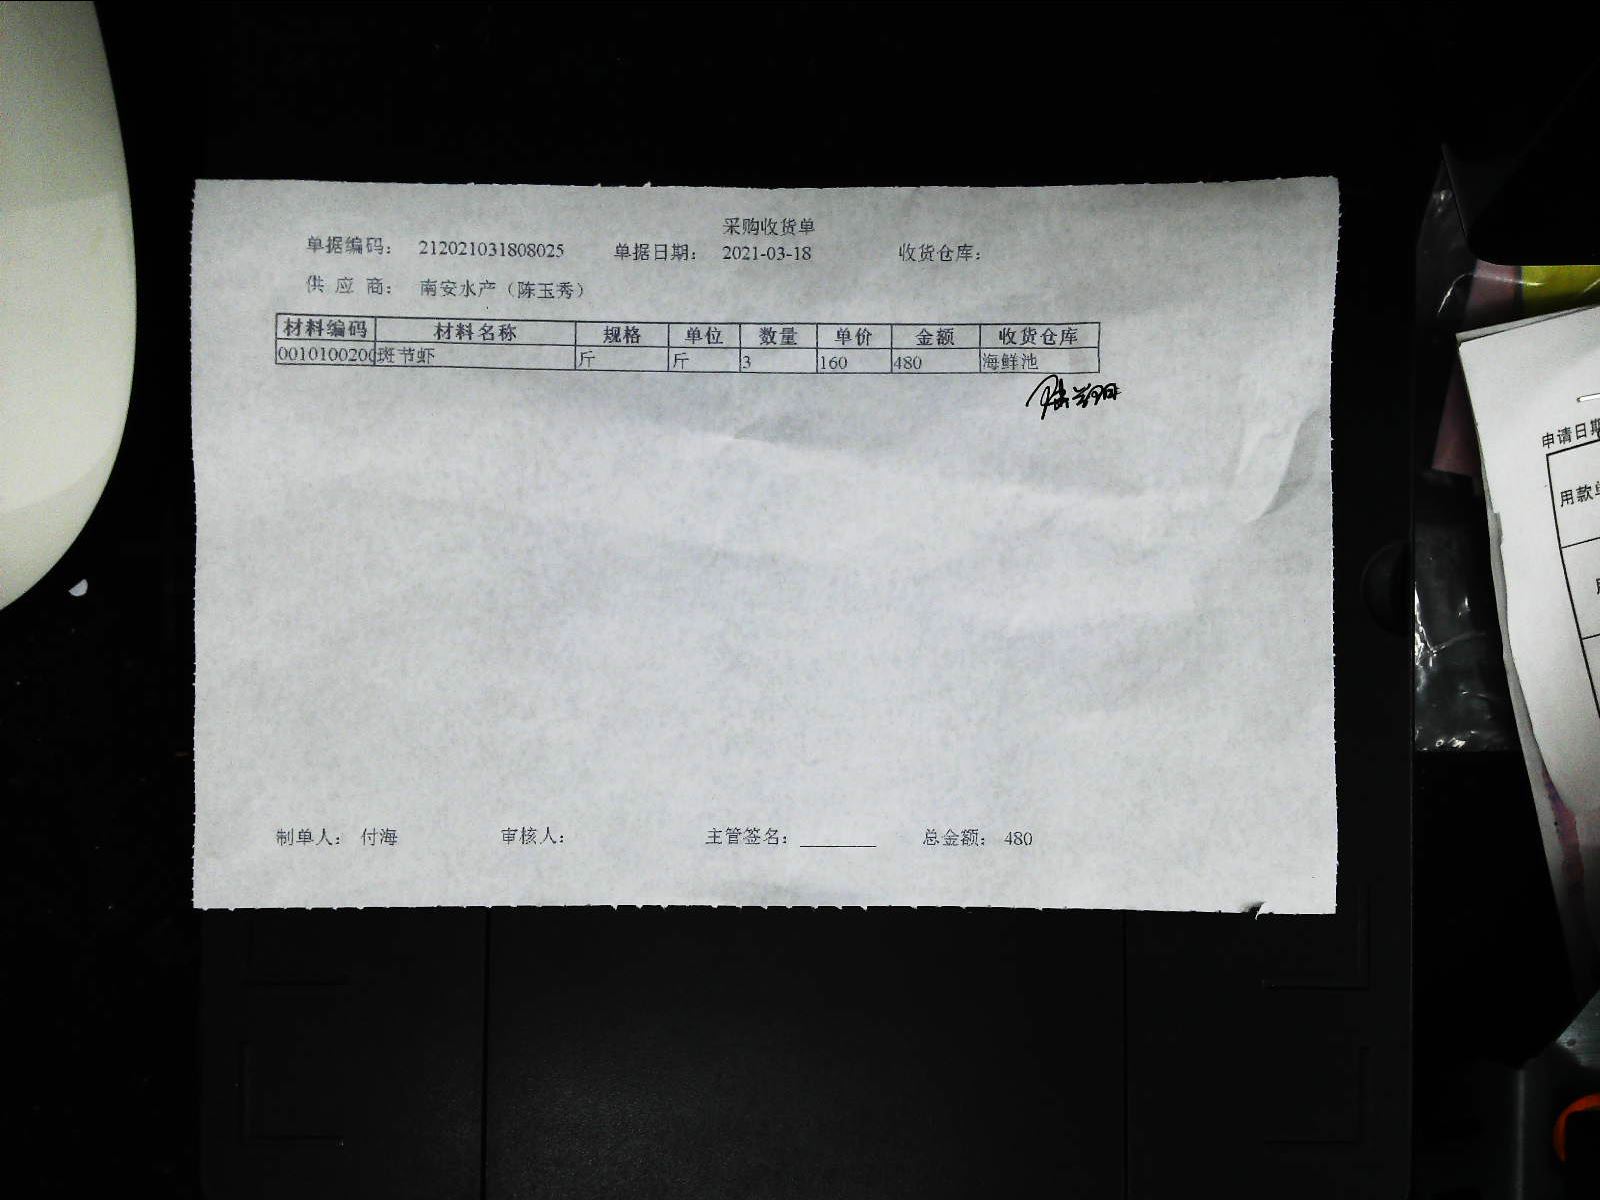 采购收货单
单据编码： 212021031808025 单据日期： 2021-03-18 收货仓库：
供 应 商： 南安水产（陈玉秀）
材料编码 材料名称 规格 单位 数量 单价 金额 收货仓库
0010100200 斑节虾 斤 斤 3 160 480 海鲜池
制单人： 付海 审核人： 主管签名： 总金额： 480
申请日期
用款单